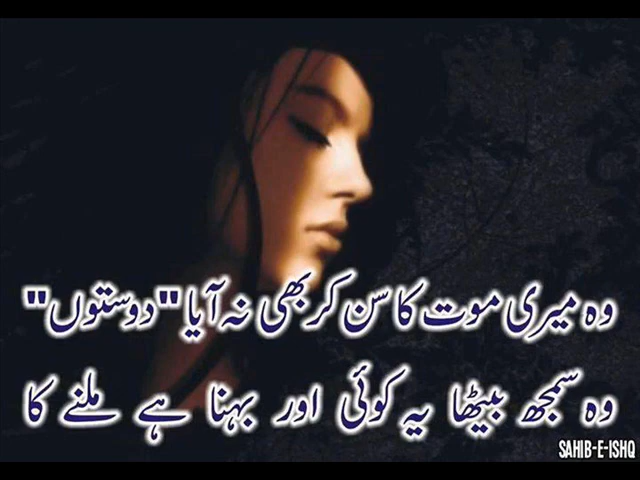 وہ میری موت کا سن کر بھی نہ آیا "دوستوں"
وہ سمجھ بیٹھا یہ کوئی اور بہنا ہے ملنے کا
SAHIB-E-ISHQ